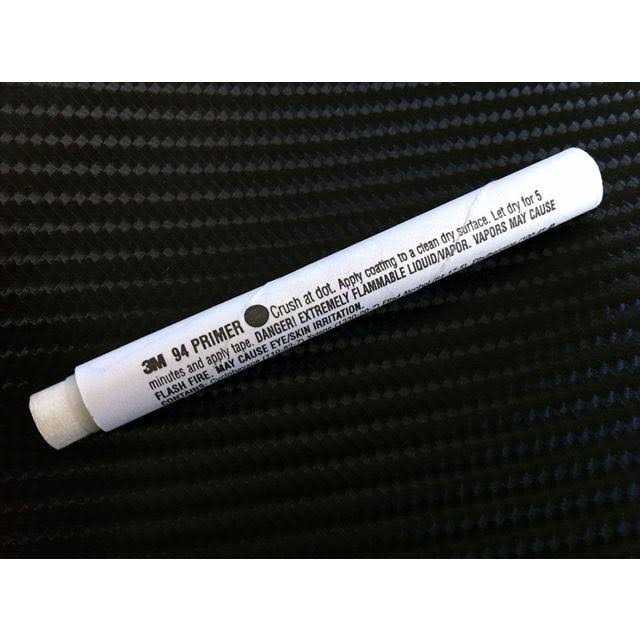 3M 94 PRIMER Crush at dot. Apply coating to a clean dry surface. Let dry for 5
minutes and apply tape. DANGER! EXTREMELY FLAMMABLE LIQUID/VAPOR. VAPORS MAY CAUSE
FLASH FIRE. MAY CAUSE EYE/SKIN IRRITATION.
CONTAINS: